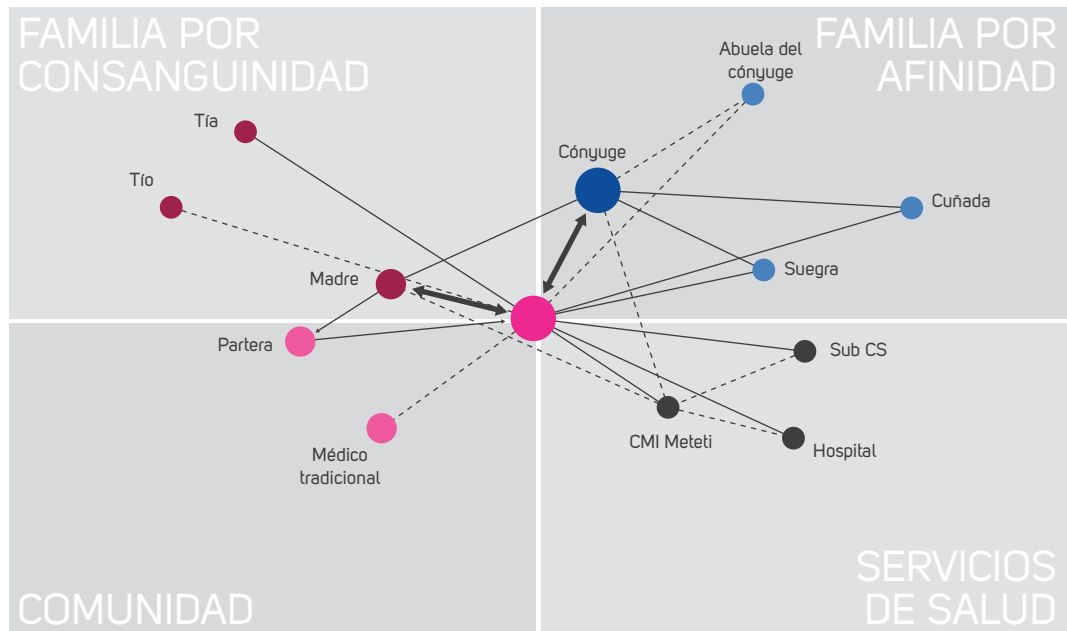 FAMILIA POR
CONSANGUINIDAD
FAMILIA POR
AFINIDAD
Abuela del
cónyuge
Tía
Cónyuge
Tío
Cuñada
Madre
Suegra
Partera
Sub CS
CMI Meteti
Hospital
Médico
tradicional
COMUNIDAD
SERVICIOS
DE SALUD